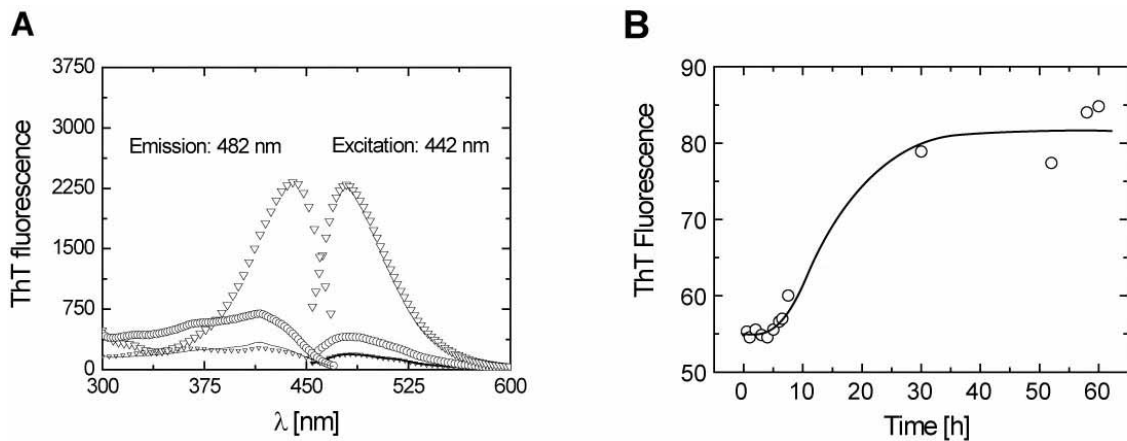 A
ThT fluorescence
3750
3000
2250
1500
750
0
Emission: 482 nm
Excitation: 442 nm
300
375
450
525
600
λ [nm]
B
ThT Fluorescence
90
80
70
60
50
0
10
20
30
40
50
60
Time [h]